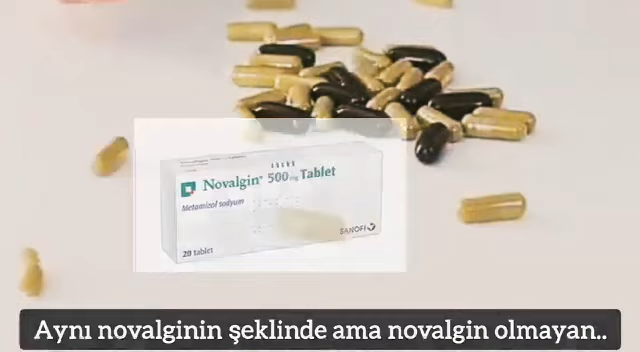 Novalgin® 500 mg Tablet
Metamizol sodyum
SANOFI
20 tablet
Aynı novalginin şeklinde ama novalgin olmayan..